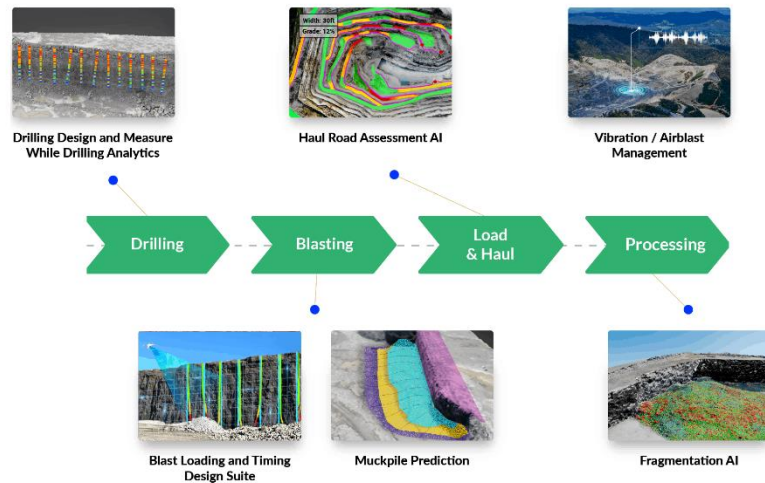 Width: 30ft
Grade: 12%
Drilling Design and Measure
While Drilling Analytics
Haul Road Assessment AI
Vibration / Airblast
Management
Drilling
Blasting
Load
& Haul
Processing
Blast Loading and Timing
Design Suite
Muckpile Prediction
Fragmentation AI